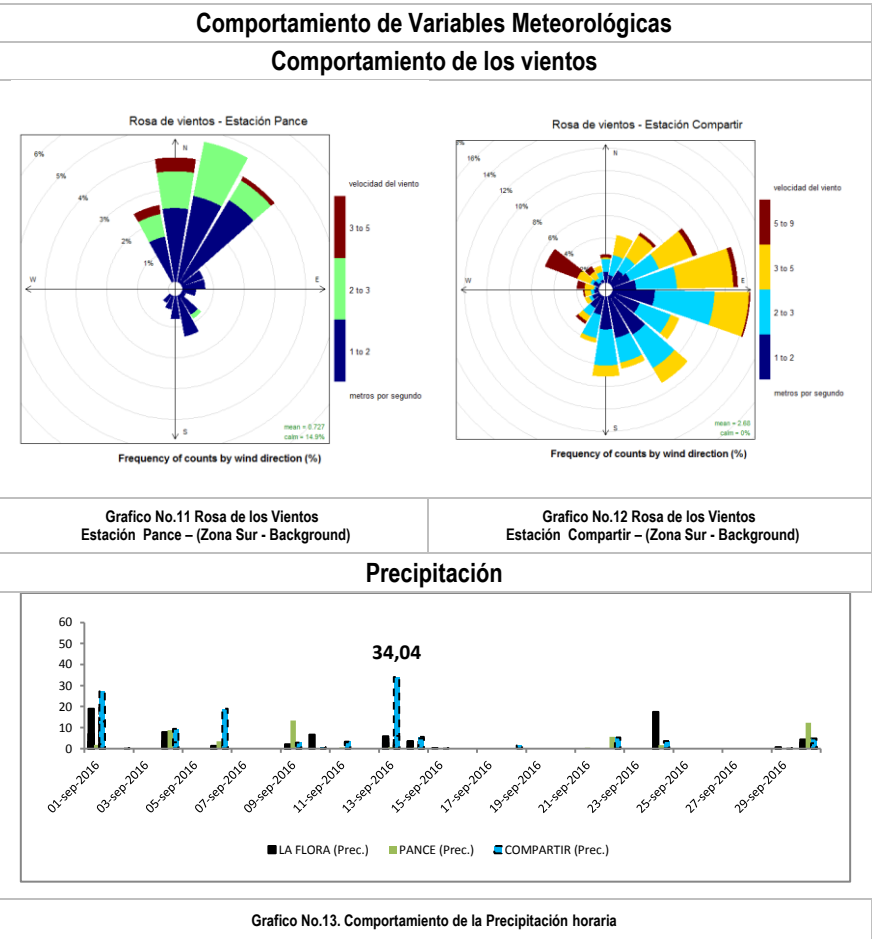 Comportamiento de Variables Meteorológicas
Comportamiento de los vientos
Rosa de vientos - Estación Pance
6%
5%
4%
3%
2%
1%
N
W
E
S
velocidad del viento
3 to 5
2 to 3
1 to 2
metros por segundo
mean = 0.727
calm = 14.9%
Frequency of counts by wind direction (%)
Rosa de vientos - Estación Compartir
16%
14%
12%
10%
8%
6%
4%
N
W
E
S
velocidad del viento
5 to 9
3 to 5
2 to 3
1 to 2
metros por segundo
mean = 2.68
calm = 0%
Frequency of counts by wind direction (%)
Grafico No.11 Rosa de los Vientos
Estación Pance – (Zona Sur - Background)
Grafico No.12 Rosa de los Vientos
Estación Compartir – (Zona Sur - Background)
Precipitación
60
50
40
30
20
10
0
34,04
01-sep-2016
03-sep-2016
05-sep-2016
07-sep-2016
09-sep-2016
11-sep-2016
13-sep-2016
15-sep-2016
17-sep-2016
19-sep-2016
21-sep-2016
23-sep-2016
25-sep-2016
27-sep-2016
29-sep-2016
LA FLORA (Prec.) PANCE (Prec.) COMPARTIR (Prec.)
Grafico No.13. Comportamiento de la Precipitación horaria